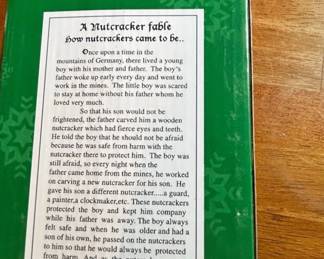 A Nutcracker fable
How nutcrackers came to be..
Once upon a time in the
mountains of Germany, there lived a young
boy with his mother and father. The boy's
father woke up early every day and went to
work in the mines. The little boy was scared
to stay at home without his father whom he
loved very much.
So that his son would not be
frightened, the father carved him a wooden
nutcracker which had fierce eyes and teeth.
He told the boy that he should not be afraid
because he was safe from harm with the
nutcracker there to protect him. The boy was
still afraid, so every night when the
father came home from the mines, he worked
on carving a new nutcracker for his son. He
gave his son a different nutcracker.....a guard,
a painter,a clockmaker,etc. These nutcrackers
protected the boy and kept him company
while his father was away. The boy always
felt safe and when he was older and had a
son of his own, he passed on the nutcrackers
to him so that he would always be protected
from harm. And so the